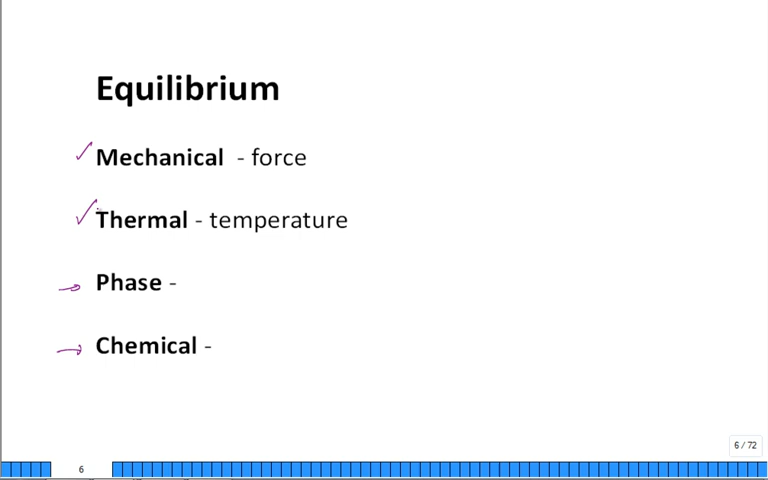 Equilibrium
Mechanical - force
Thermal - temperature
Phase -
Chemical -
6 / 72
6